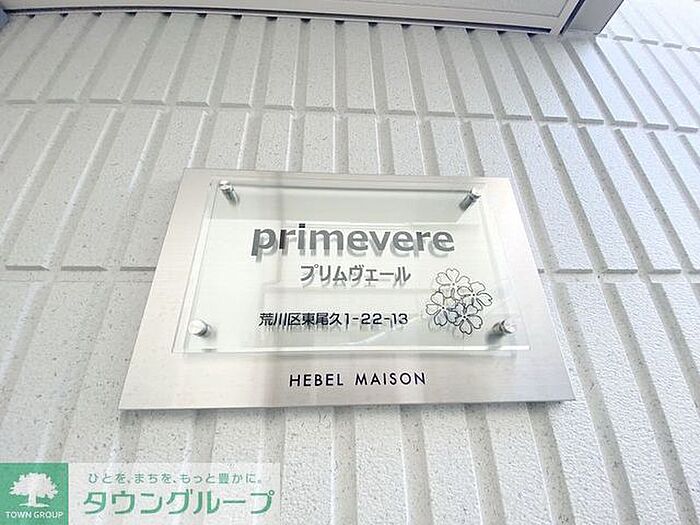 primevere
プリムヴェール
荒川区東尾久1-22-13
HEBEL MAISON
ひとを、まちを、もっと豊かに。
タウングループ
TOWN GROUP